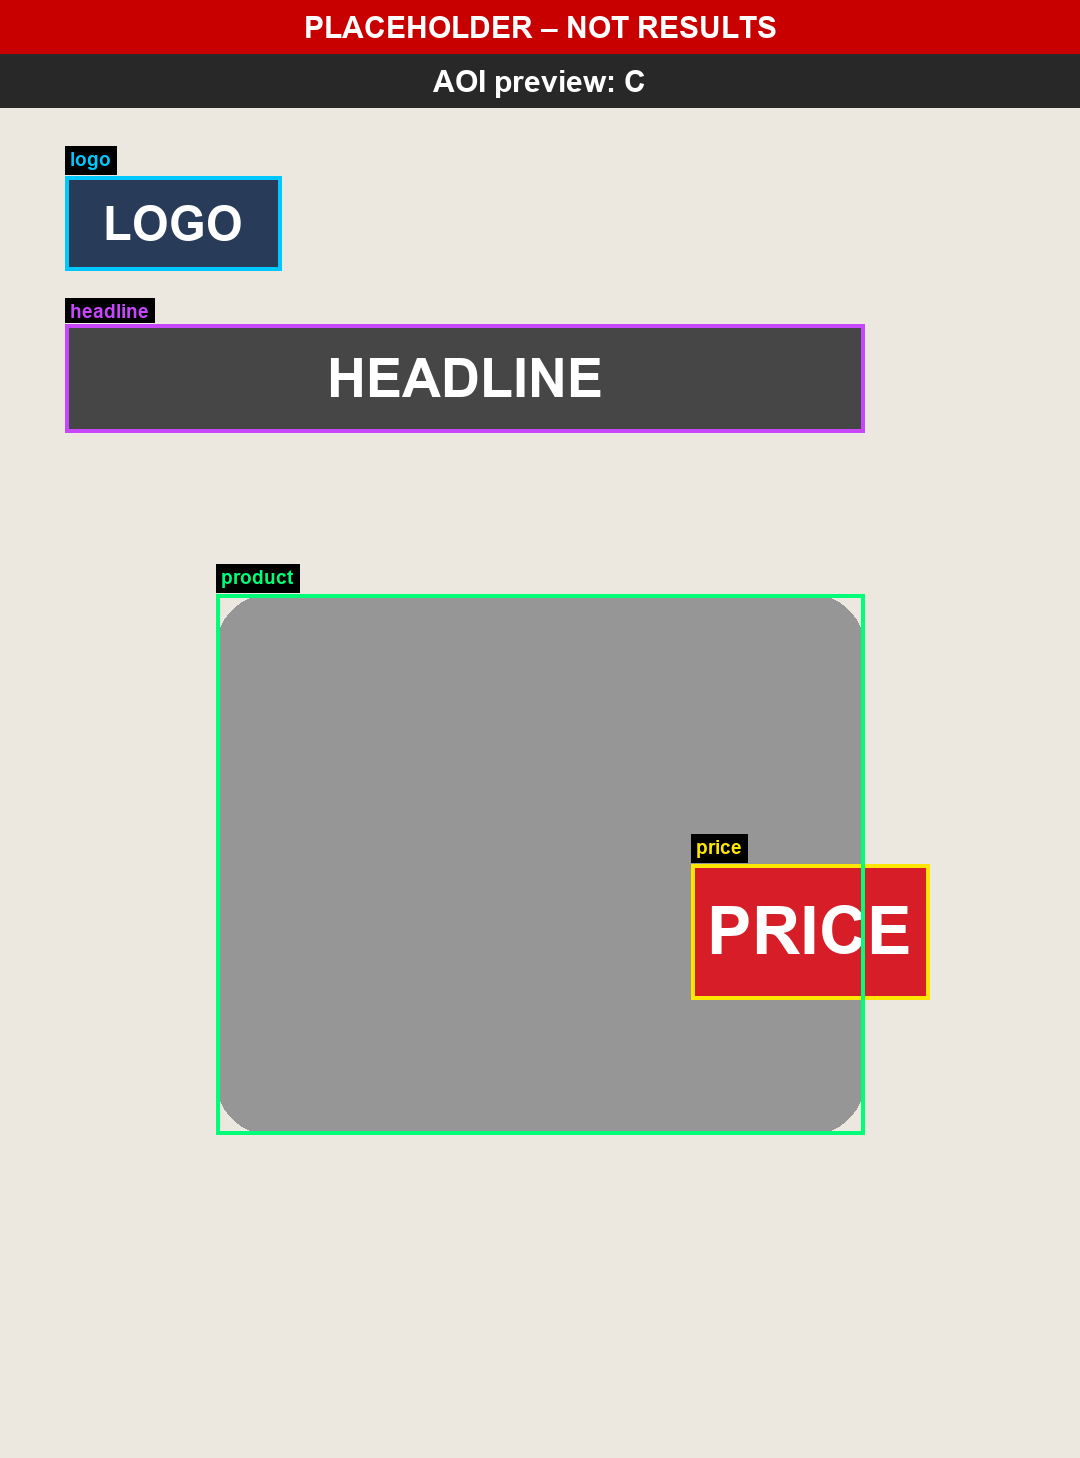 PLACEHOLDER – NOT RESULTS
AOI preview: C
logo
LOGO
headline
HEADLINE
product
price
PRICE